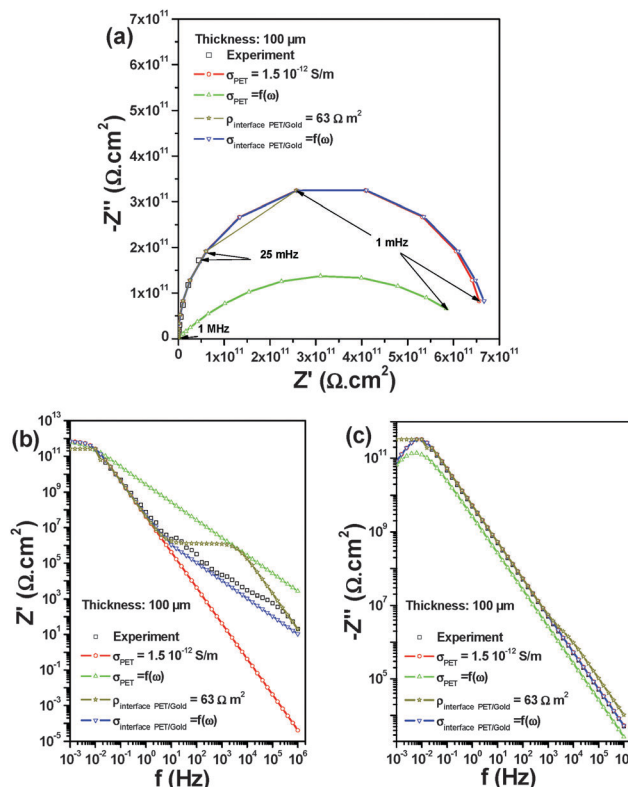 (a)
7x10¹¹
6x10¹¹
5x10¹¹
4x10¹¹
3x10¹¹
2x10¹¹
1x10¹¹
0
-Z'' (Ω.cm²)
Thickness: 100 µm
Experiment
σPET = 1.5 10⁻¹² S/m
σPET =f(ω)
ρinterface PET/Gold = 63 Ω m²
σinterface PET/Gold =f(ω)
1 mHz
25 mHz
1 MHz
0 1x10¹¹ 2x10¹¹ 3x10¹¹ 4x10¹¹ 5x10¹¹ 6x10¹¹ 7x10¹¹
Z' (Ω.cm²)
(b)
10¹³
10¹¹
10⁹
10⁷
10⁵
10³
10¹
10⁻¹
10⁻³
10⁻⁵
Z' (Ω.cm²)
Thickness: 100 µm
Experiment
σPET = 1.5 10⁻¹² S/m
σPET =f(ω)
ρinterface PET/Gold = 63 Ω m²
σinterface PET/Gold =f(ω)
10⁻³ 10⁻² 10⁻¹ 10⁰ 10¹ 10² 10³ 10⁴ 10⁵ 10⁶
f (Hz)
(c)
10¹¹
10⁹
10⁷
10⁵
-Z'' (Ω.cm²)
Thickness: 100 µm
Experiment
σPET = 1.5 10⁻¹² S/m
σPET =f(ω)
ρinterface PET/Gold = 63 Ω m²
σinterface PET/Gold =f(ω)
10⁻³ 10⁻² 10⁻¹ 10⁰ 10¹ 10² 10³ 10⁴ 10⁵ 10⁶
f (Hz)